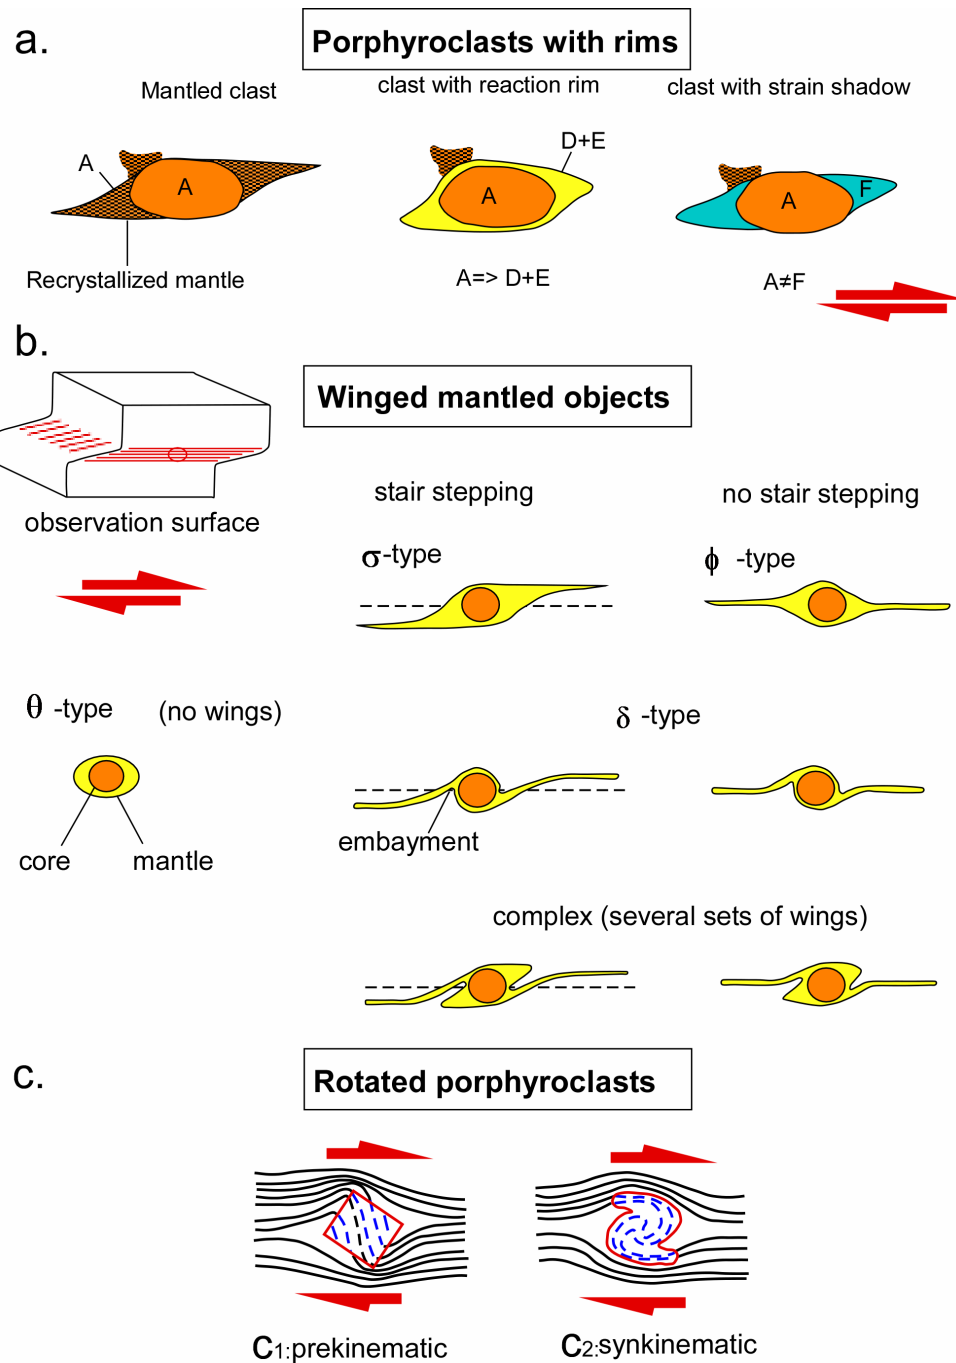 a.
Porphyroclasts with rims
Mantled clast
clast with reaction rim
clast with strain shadow
A
A
Recrystallized mantle
D+E
A
A=> D+E
A
F
A≠F
b.
Winged mantled objects
observation surface
stair stepping
no stair stepping
σ-type
ϕ -type
θ -type (no wings)
δ -type
core
mantle
embayment
complex (several sets of wings)
c.
Rotated porphyroclasts
C1:prekinematic
C2:synkinematic